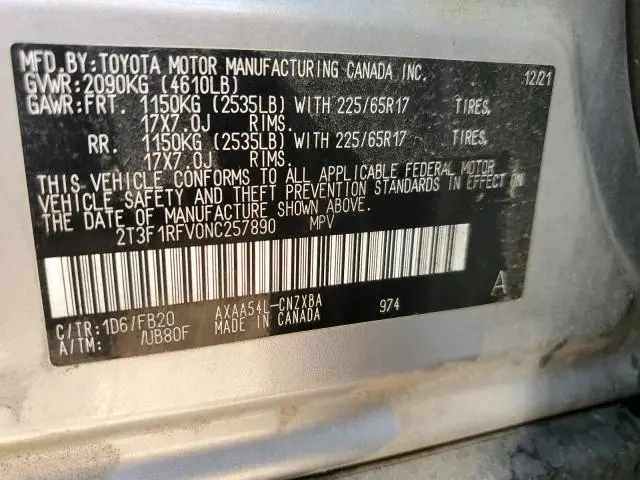 MFD. BY: TOYOTA MOTOR MANUFACTURING CANADA INC. 12/21
GVWR: 2090KG (4610LB)
GAWR: FRT. 1150KG (2535LB) WITH 225/65R17 TIRES,
17X7.0J RIMS.
RR. 1150KG (2535LB) WITH 225/65R17 TIRES,
17X7.0J RIMS.
THIS VEHICLE CONFORMS TO ALL APPLICABLE FEDERAL MOTOR
VEHICLE SAFETY AND THEFT PREVENTION STANDARDS IN EFFECT ON
THE DATE OF MANUFACTURE SHOWN ABOVE.
2T3F1RFV0NC257890 MPV
A
C/TR: 1D6/FB20 AXAA54L-CNZXBA 974
A/TM: /UB80F MADE IN CANADA